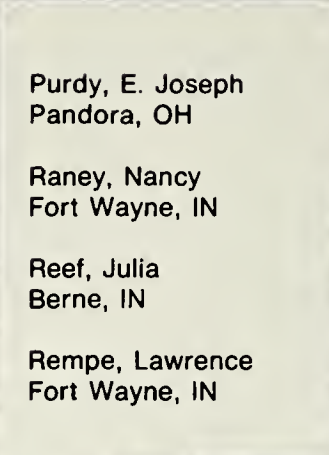 Purdy, E. Joseph
Pandora, OH
Raney, Nancy
Fort Wayne, IN
Reef, Julia
Berne, IN
Rempe, Lawrence
Fort Wayne, IN